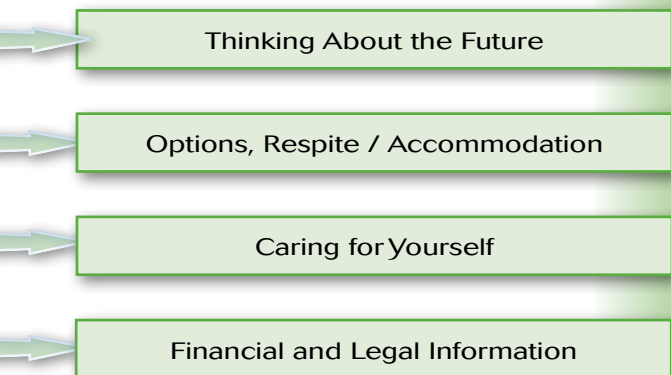 Thinking About the Future
Options, Respite / Accommodation
Caring for Yourself
Financial and Legal Information